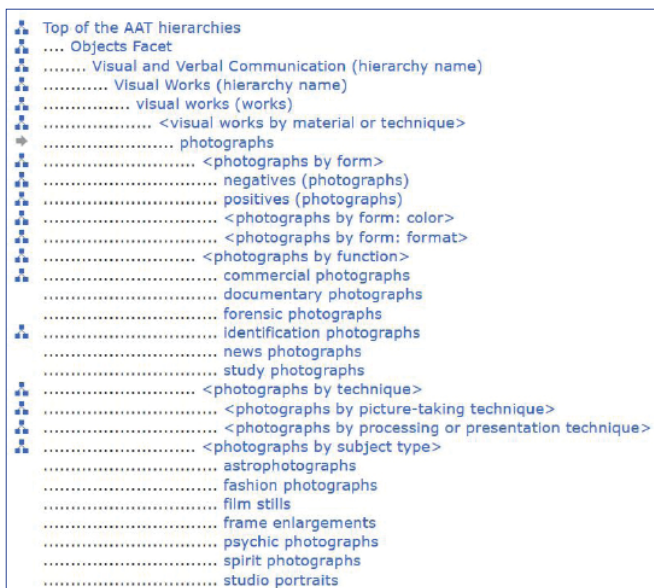 Top of the AAT hierarchies
.... Objects Facet
........ Visual and Verbal Communication (hierarchy name)
............ Visual Works (hierarchy name)
................ visual works (works)
.................... <visual works by material or technique>
........................ photographs
............................ <photographs by form>
................................ negatives (photographs)
................................ positives (photographs)
................................ <photographs by form: color>
................................ <photographs by form: format>
............................ <photographs by function>
................................ commercial photographs
................................ documentary photographs
................................ forensic photographs
................................ identification photographs
................................ news photographs
................................ study photographs
............................ <photographs by technique>
................................ <photographs by picture-taking technique>
................................ <photographs by processing or presentation technique>
............................ <photographs by subject type>
................................ astrophotographs
................................ fashion photographs
................................ film stills
................................ frame enlargements
................................ psychic photographs
................................ spirit photographs
................................ studio portraits